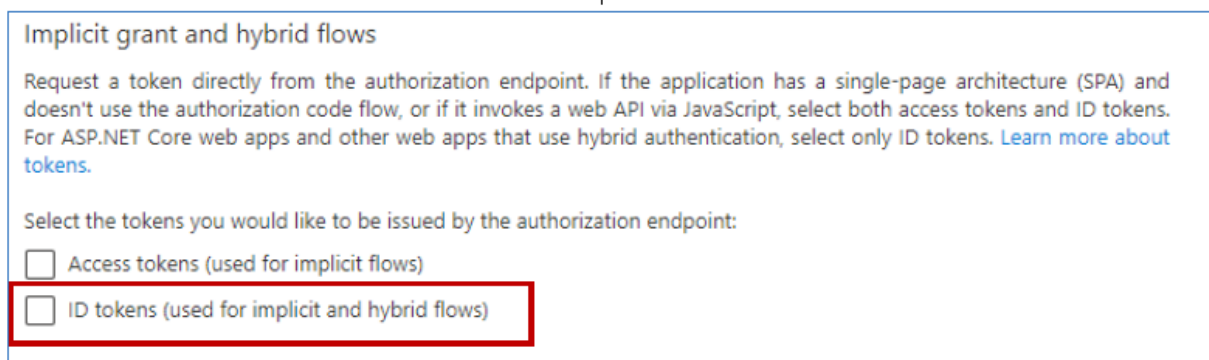 Implicit grant and hybrid flows
Request a token directly from the authorization endpoint. If the application has a single-page architecture (SPA) and
doesn't use the authorization code flow, or if it invokes a web API via JavaScript, select both access tokens and ID tokens.
For ASP.NET Core web apps and other web apps that use hybrid authentication, select only ID tokens. Learn more about
tokens.
Select the tokens you would like to be issued by the authorization endpoint:
Access tokens (used for implicit flows)
ID tokens (used for implicit and hybrid flows)